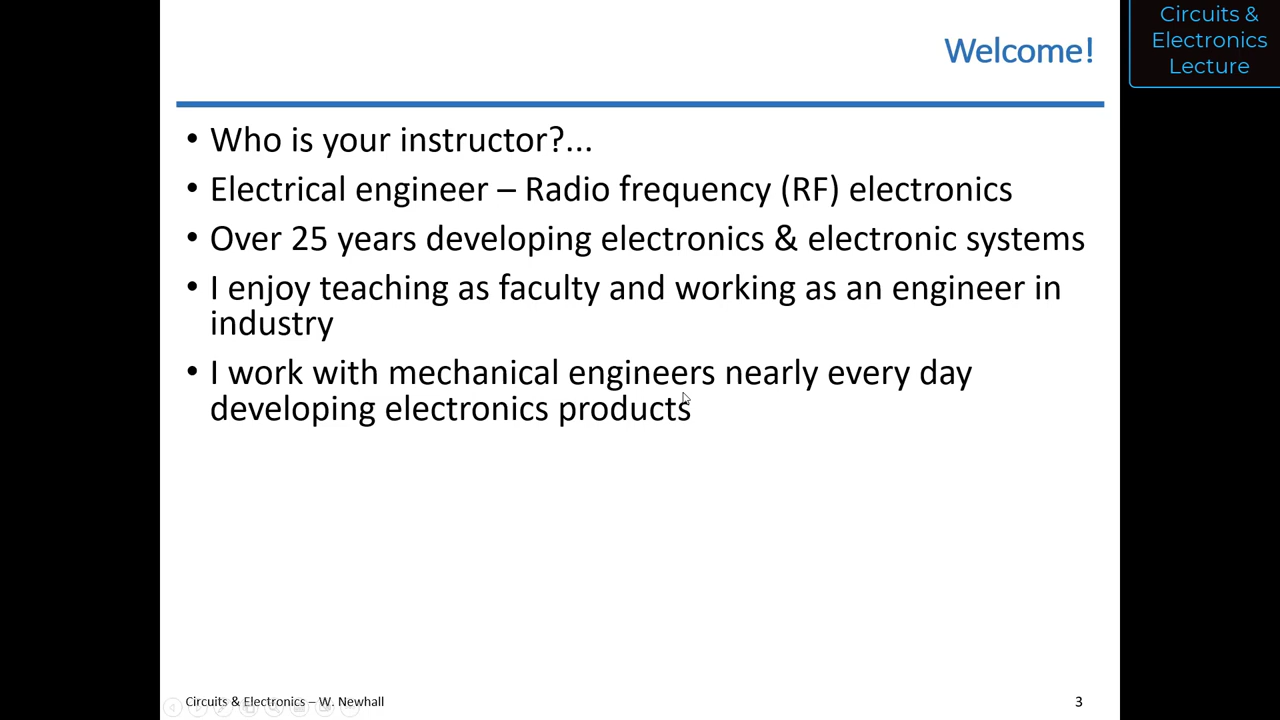 Welcome!
Circuits &
Electronics
Lecture
• Who is your instructor?...
• Electrical engineer – Radio frequency (RF) electronics
• Over 25 years developing electronics & electronic systems
• I enjoy teaching as faculty and working as an engineer in
industry
• I work with mechanical engineers nearly every day
developing electronics products
Circuits & Electronics – W. Newhall
3